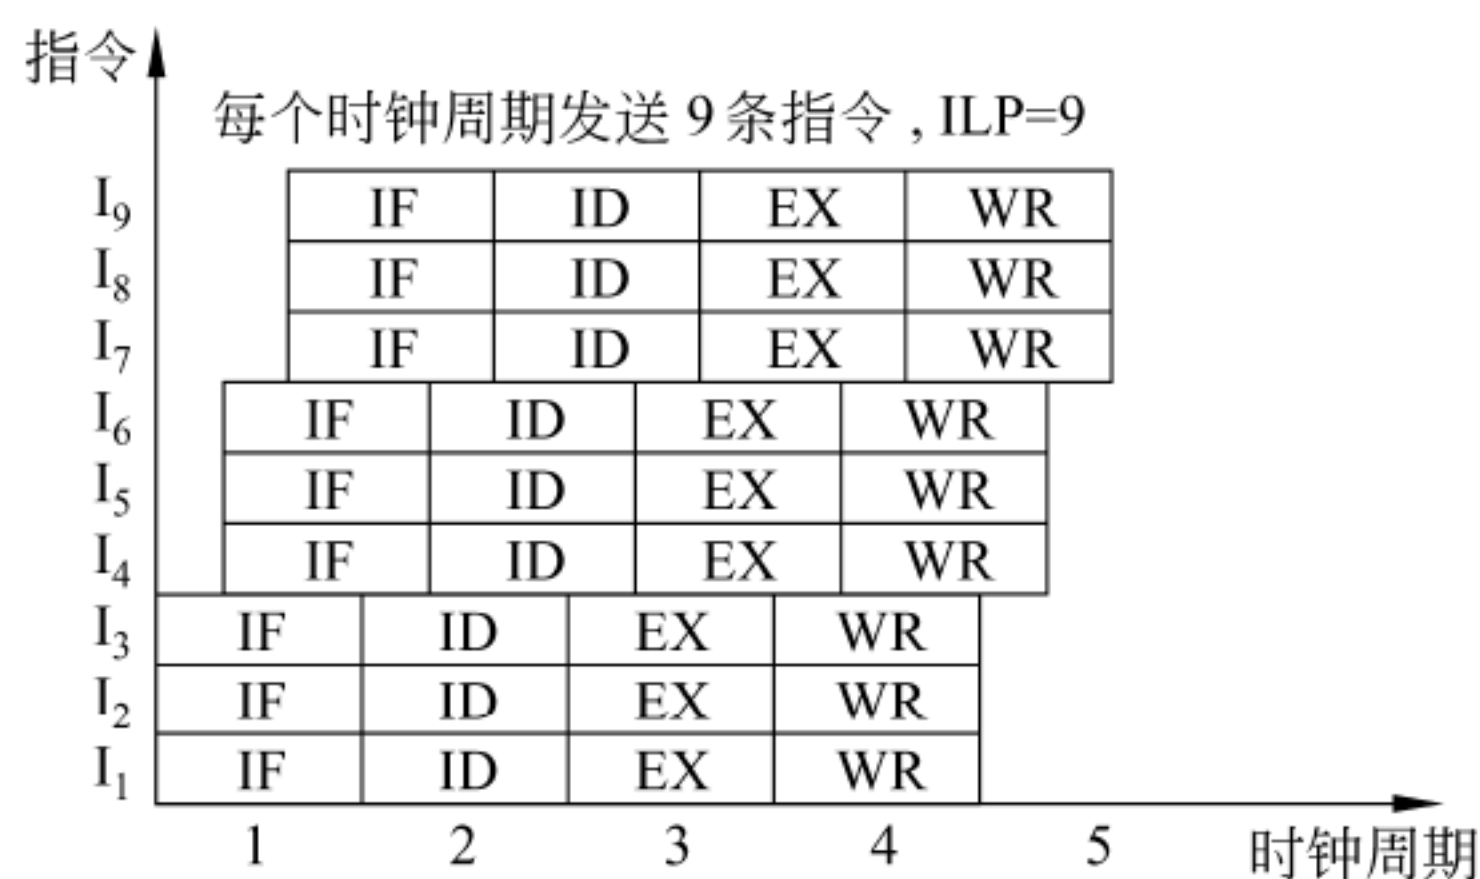 指令
每个时钟周期发送 9 条指令 , ILP=9
I₉ IF ID EX WR
I₈ IF ID EX WR
I₇ IF ID EX WR
I₆ IF ID EX WR
I₅ IF ID EX WR
I₄ IF ID EX WR
I₃ IF ID EX WR
I₂ IF ID EX WR
I₁ IF ID EX WR
1 2 3 4 5 时钟周期